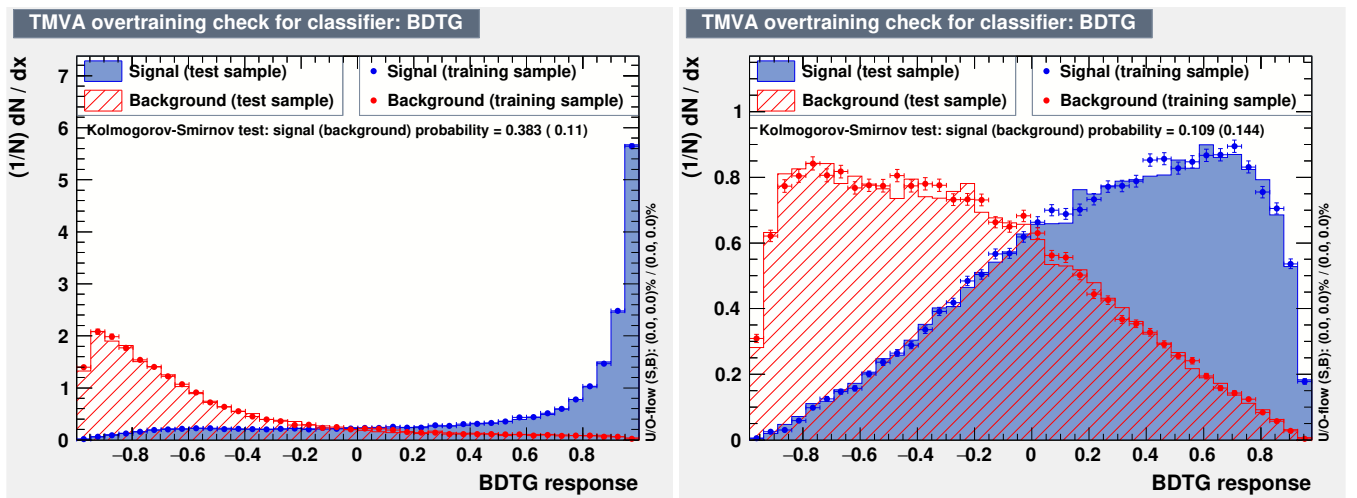 TMVA overtraining check for classifier: BDTG
(1/N) dN / dx
Signal (test sample)
Signal (training sample)
Background (test sample)
Background (training sample)
Kolmogorov-Smirnov test: signal (background) probability = 0.383 ( 0.11)
7
6
5
4
3
2
1
0
−0.8 −0.6 −0.4 −0.2 0 0.2 0.4 0.6 0.8
BDTG response
U/O-flow (S,B): (0.0, 0.0)% / (0.0, 0.0)%
TMVA overtraining check for classifier: BDTG
(1/N) dN / dx
Signal (test sample)
Signal (training sample)
Background (test sample)
Background (training sample)
Kolmogorov-Smirnov test: signal (background) probability = 0.109 (0.144)
1
0.8
0.6
0.4
0.2
0
−0.8 −0.6 −0.4 −0.2 0 0.2 0.4 0.6 0.8
BDTG response
U/O-flow (S,B): (0.0, 0.0)% / (0.0, 0.0)%